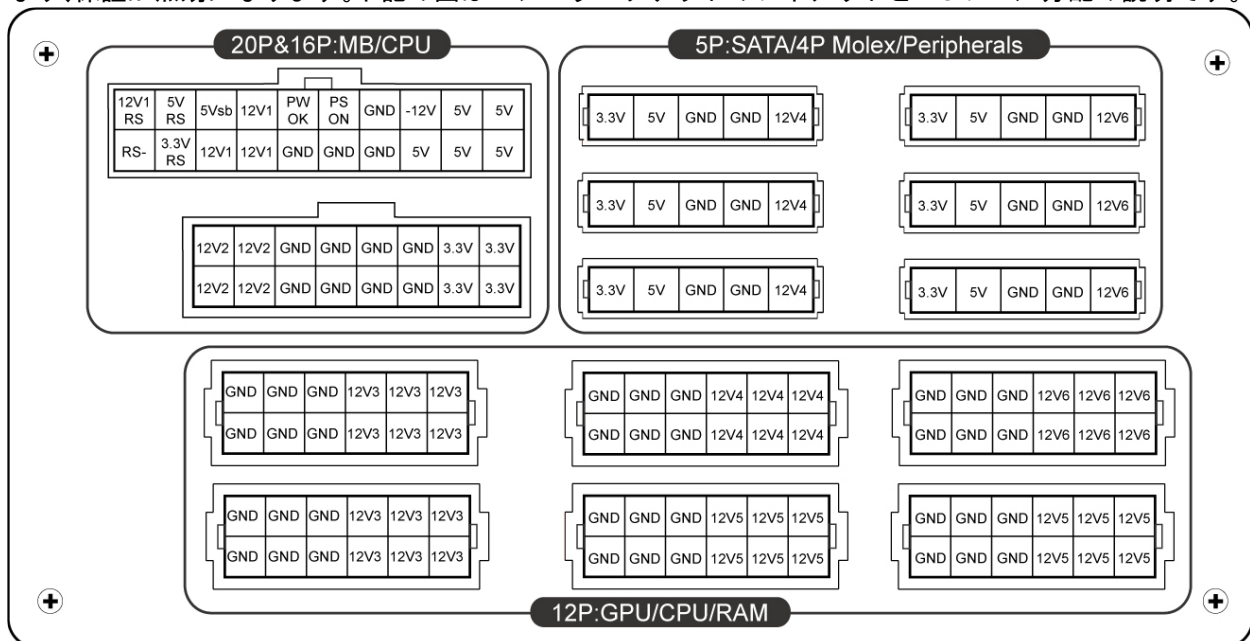 20P&16P:MB/CPU
12V1 RS 5V RS 5Vsb 12V1 PW OK PS ON GND -12V 5V 5V
RS- 3.3V RS 12V1 12V1 GND GND GND 5V 5V 5V
12V2 12V2 GND GND GND GND 3.3V 3.3V
12V2 12V2 GND GND GND GND 3.3V 3.3V
5P:SATA/4P Molex/Peripherals
3.3V 5V GND GND 12V4
3.3V 5V GND GND 12V6
3.3V 5V GND GND 12V4
3.3V 5V GND GND 12V6
3.3V 5V GND GND 12V4
3.3V 5V GND GND 12V6
GND GND GND 12V3 12V3 12V3
GND GND GND 12V3 12V3 12V3
GND GND GND 12V4 12V4 12V4
GND GND GND 12V4 12V4 12V4
GND GND GND 12V6 12V6 12V6
GND GND GND 12V6 12V6 12V6
GND GND GND 12V3 12V3 12V3
GND GND GND 12V3 12V3 12V3
GND GND GND 12V5 12V5 12V5
GND GND GND 12V5 12V5 12V5
GND GND GND 12V5 12V5 12V5
GND GND GND 12V5 12V5 12V5
12P:GPU/CPU/RAM